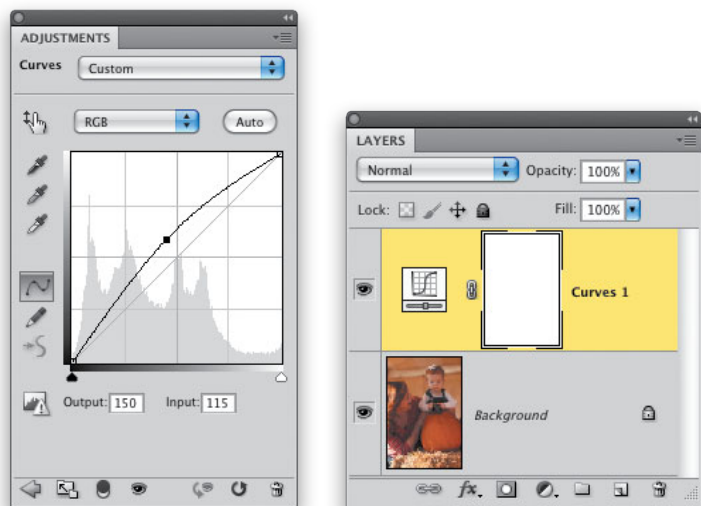 ADJUSTMENTS
Curves Custom
RGB Auto
Output: 150 Input: 115
LAYERS
Normal Opacity: 100%
Lock: Fill: 100%
Curves 1
Background
fx.